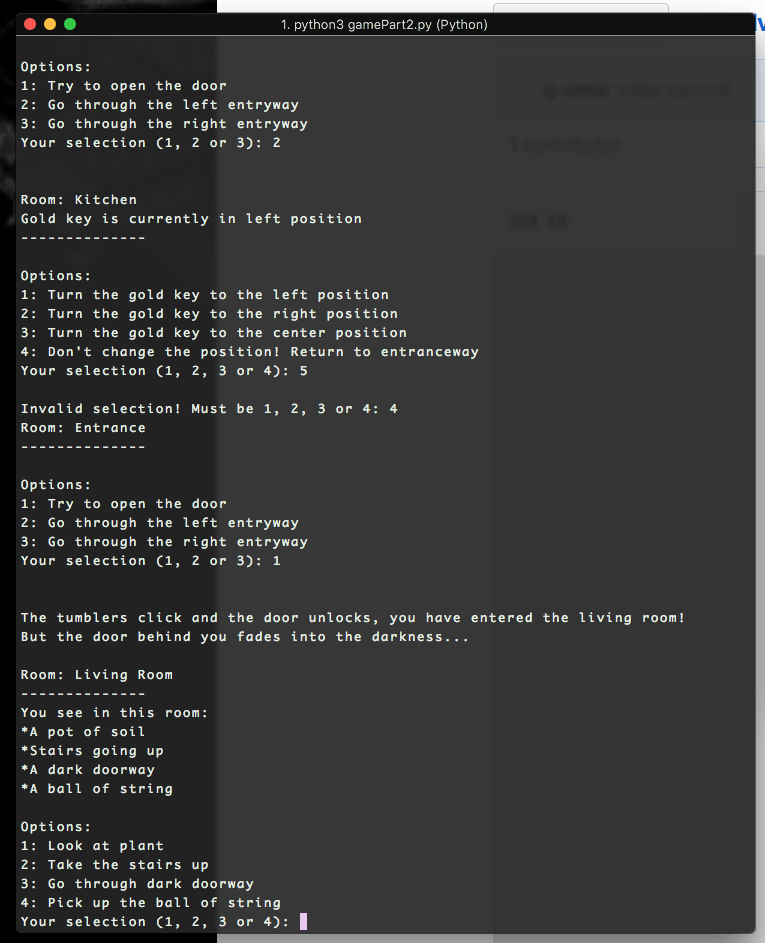 1. python3 gamePart2.py (Python)
Options:
1: Try to open the door
2: Go through the left entryway
3: Go through the right entryway
Your selection (1, 2 or 3): 2
Room: Kitchen
Gold key is currently in left position
--------------
Options:
1: Turn the gold key to the left position
2: Turn the gold key to the right position
3: Turn the gold key to the center position
4: Don't change the position! Return to entranceway
Your selection (1, 2, 3 or 4): 5
Invalid selection! Must be 1, 2, 3 or 4: 4
Room: Entrance
--------------
Options:
1: Try to open the door
2: Go through the left entryway
3: Go through the right entryway
Your selection (1, 2 or 3): 1
The tumblers click and the door unlocks, you have entered the living room!
But the door behind you fades into the darkness...
Room: Living Room
--------------
You see in this room:
*A pot of soil
*Stairs going up
*A dark doorway
*A ball of string
Options:
1: Look at plant
2: Take the stairs up
3: Go through dark doorway
4: Pick up the ball of string
Your selection (1, 2, 3 or 4):